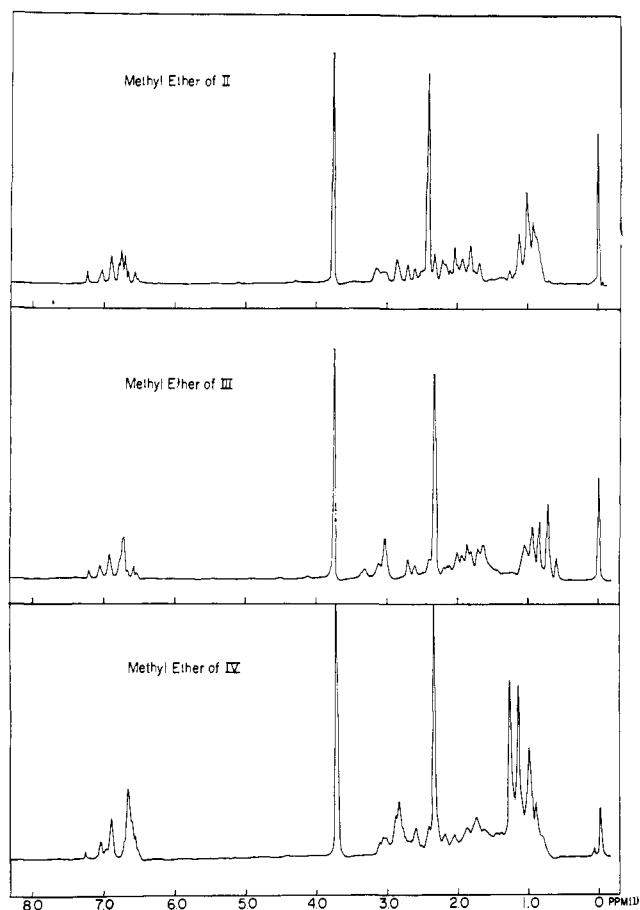 Methyl Ether of II
Methyl Ether of III
Methyl Ether of IV
8.0 7.0 6.0 5.0 4.0 3.0 2.0 1.0 0 PPM(δ)